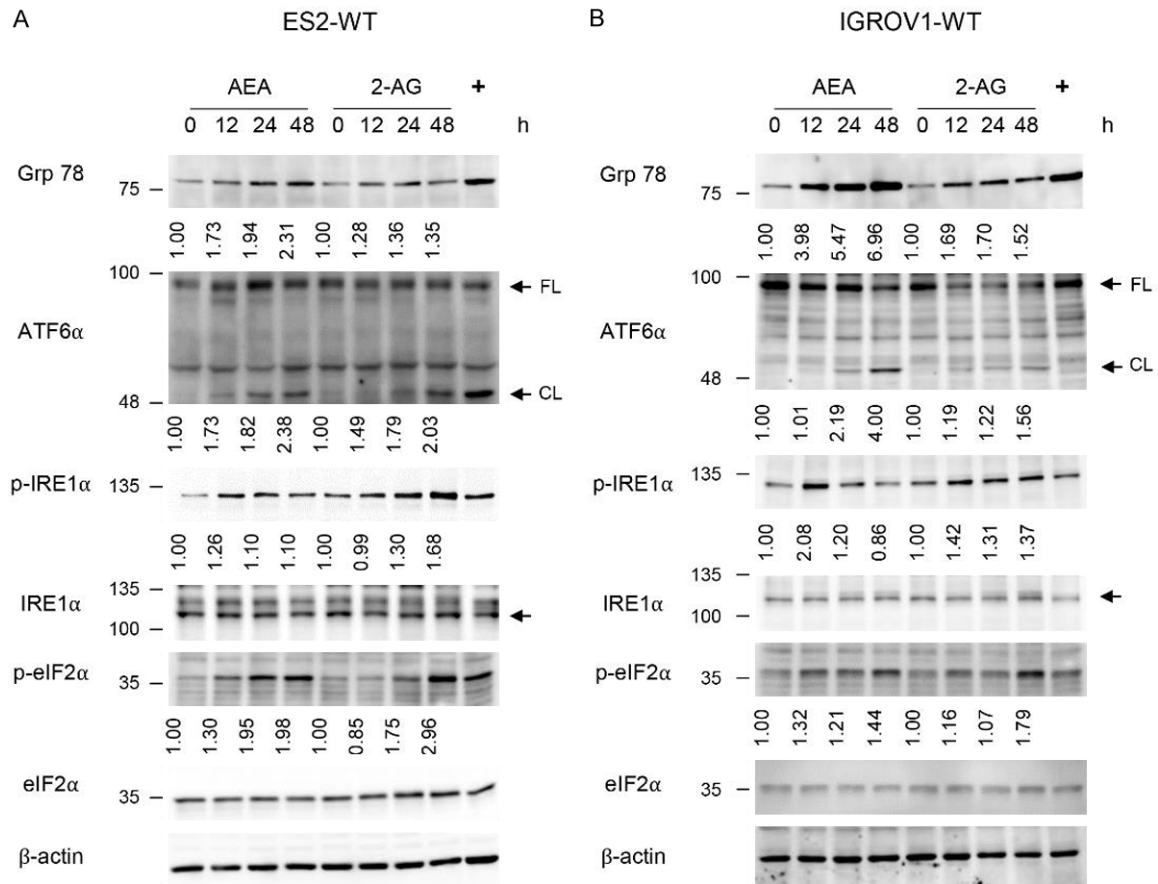 A ES2-WT
AEA 2-AG +
0 12 24 48 0 12 24 48 h
Grp 78
75
1.00 1.73 1.94 2.31 1.00 1.28 1.36 1.35
100
FL
ATF6α
CL
48
1.00 1.73 1.82 2.38 1.00 1.49 1.79 2.03
p-IRE1α
135
1.00 1.26 1.10 1.10 1.00 0.99 1.30 1.68
135
IRE1α
100
p-eIF2α
35
1.00 1.30 1.95 1.98 1.00 0.85 1.75 2.96
eIF2α
35
β-actin
B IGROV1-WT
AEA 2-AG +
0 12 24 48 0 12 24 48 h
Grp 78
75
1.00 3.98 5.47 6.96 1.00 1.69 1.70 1.52
100
FL
ATF6α
CL
48
1.00 1.01 2.19 4.00 1.00 1.19 1.22 1.56
135
p-IRE1α
1.00 2.08 1.20 0.86 1.00 1.42 1.31 1.37
135
IRE1α
100
p-eIF2α
35
1.00 1.32 1.21 1.44 1.00 1.16 1.07 1.79
eIF2α
35
β-actin